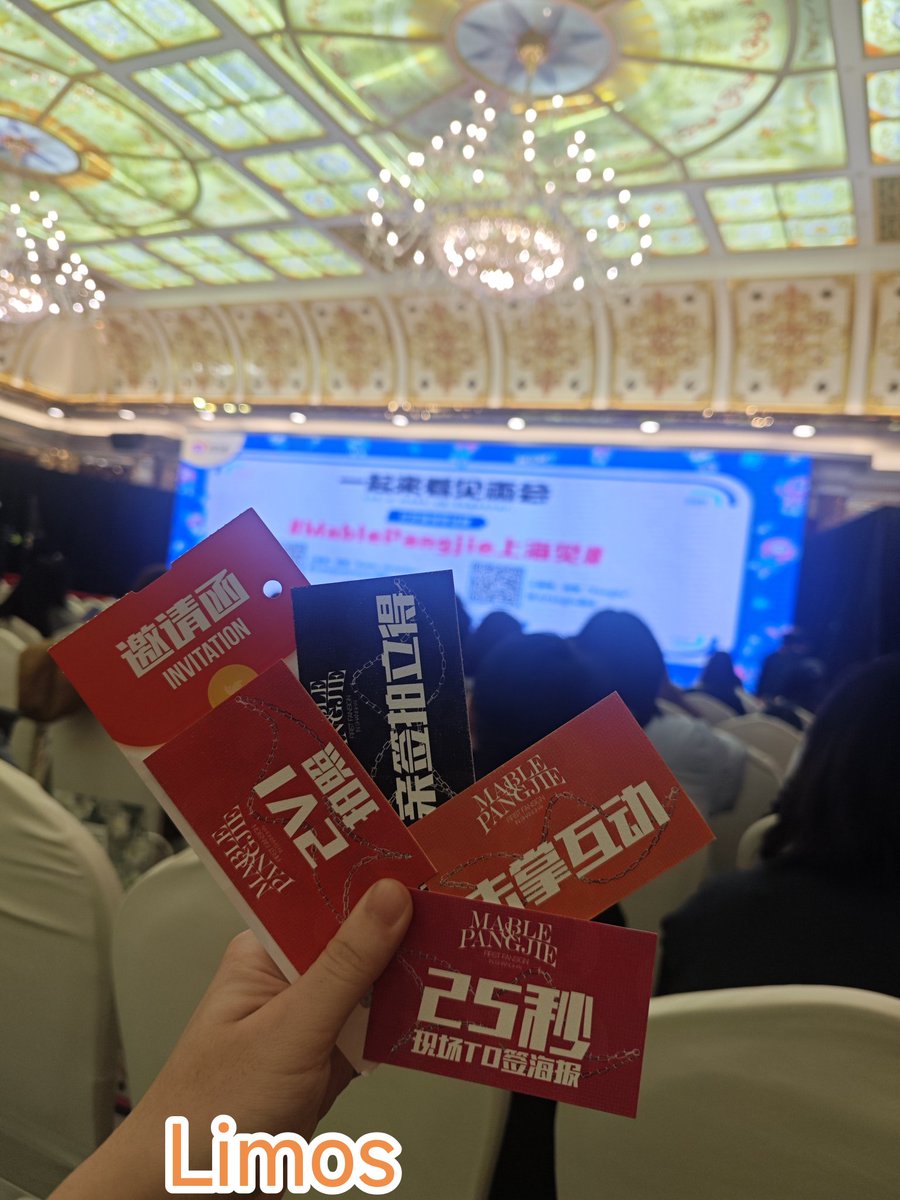 一起来看见面会
#MablePangjie上海见#
邀请函
INVITATION
亲签拍立得
MABLE
& PANGJIE
2V1
拍照
MABLE
& PANGJIE
击掌互动
MABLE
& PANGJIE
FIRST FANSIGN
25秒
现场TO签海报
Limos